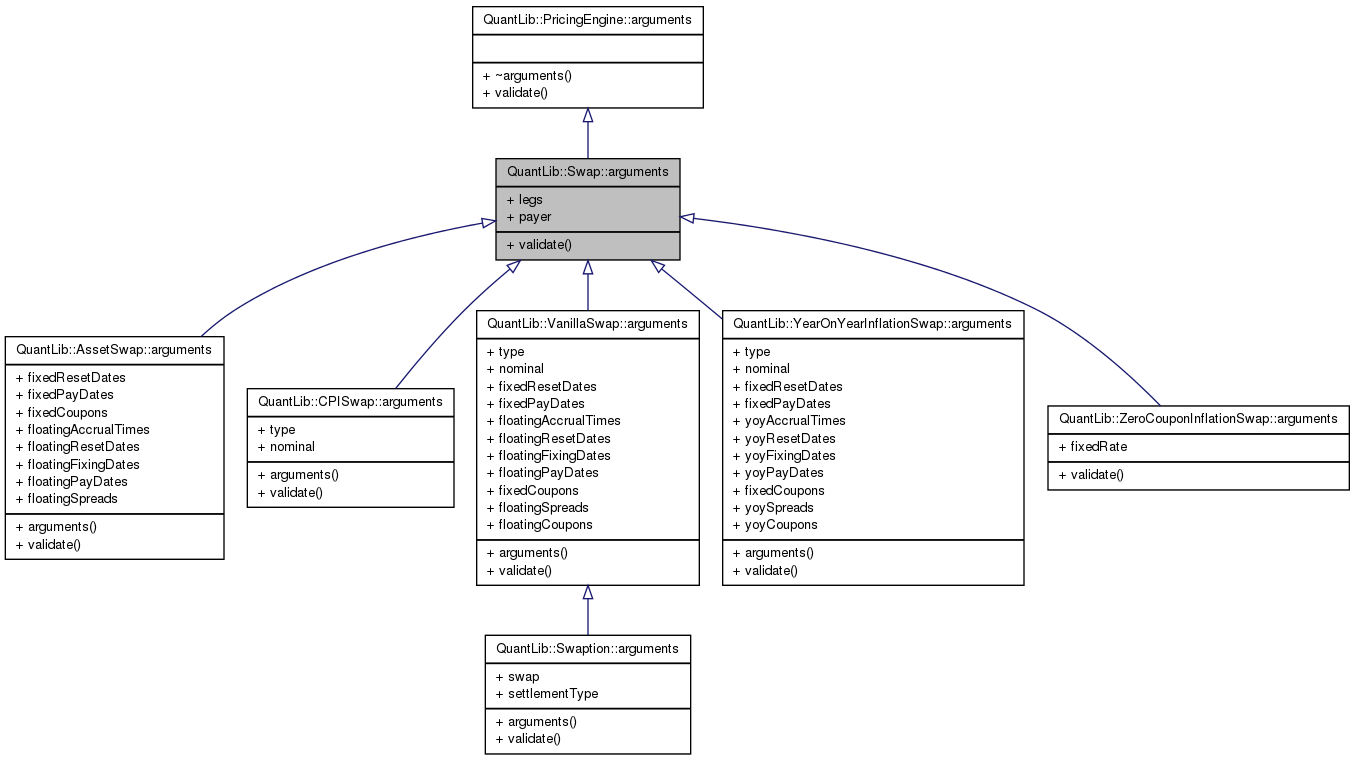 QuantLib::PricingEngine::arguments
+ ~arguments()
+ validate()
QuantLib::Swap::arguments
+ legs
+ payer
+ validate()
QuantLib::AssetSwap::arguments
+ fixedResetDates
+ fixedPayDates
+ fixedCoupons
+ floatingAccrualTimes
+ floatingResetDates
+ floatingFixingDates
+ floatingPayDates
+ floatingSpreads
+ arguments()
+ validate()
QuantLib::CPISwap::arguments
+ type
+ nominal
+ arguments()
+ validate()
QuantLib::VanillaSwap::arguments
+ type
+ nominal
+ fixedResetDates
+ fixedPayDates
+ floatingAccrualTimes
+ floatingResetDates
+ floatingFixingDates
+ floatingPayDates
+ fixedCoupons
+ floatingSpreads
+ floatingCoupons
+ arguments()
+ validate()
QuantLib::YearOnYearInflationSwap::arguments
+ type
+ nominal
+ fixedResetDates
+ fixedPayDates
+ yoyAccrualTimes
+ yoyResetDates
+ yoyFixingDates
+ yoyPayDates
+ fixedCoupons
+ yoySpreads
+ yoyCoupons
+ arguments()
+ validate()
QuantLib::ZeroCouponInflationSwap::arguments
+ fixedRate
+ validate()
QuantLib::Swaption::arguments
+ swap
+ settlementType
+ arguments()
+ validate()